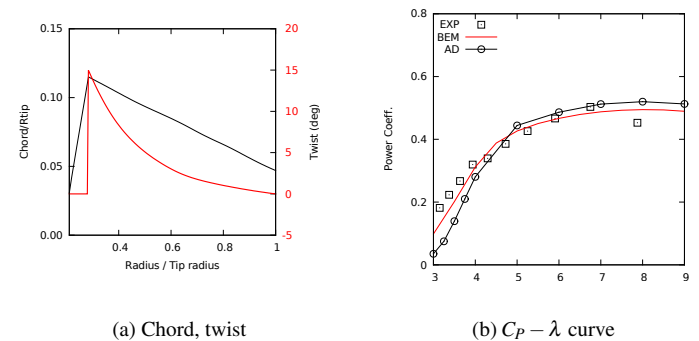 0.15
0.10
0.05
0.00
Chord/Rtip
20
15
10
5
0
-5
Twist (deg)
0.4
0.6
0.8
1
Radius / Tip radius
(a) Chord, twist
EXP
BEM
AD
0.8
0.6
0.4
0.2
0
Power Coeff.
3
4
5
6
7
8
9
(b) C_P − λ curve